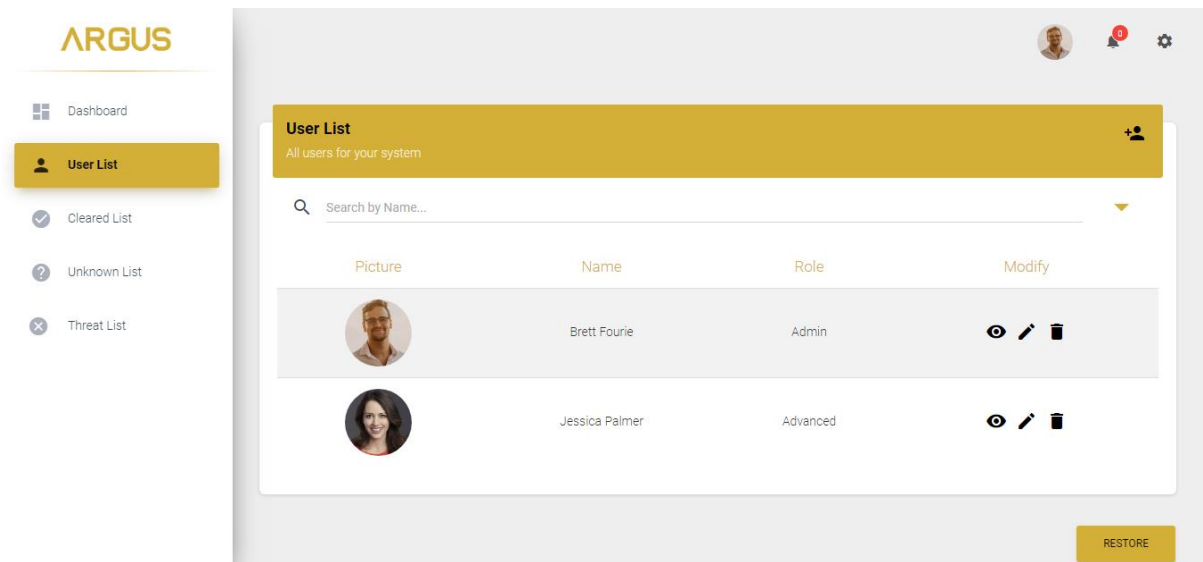 ARGUS
0
Dashboard
User List
Cleared List
Unknown List
Threat List
User List
All users for your system
Search by Name...
Picture Name Role Modify
Brett Fourie Admin
Jessica Palmer Advanced
RESTORE